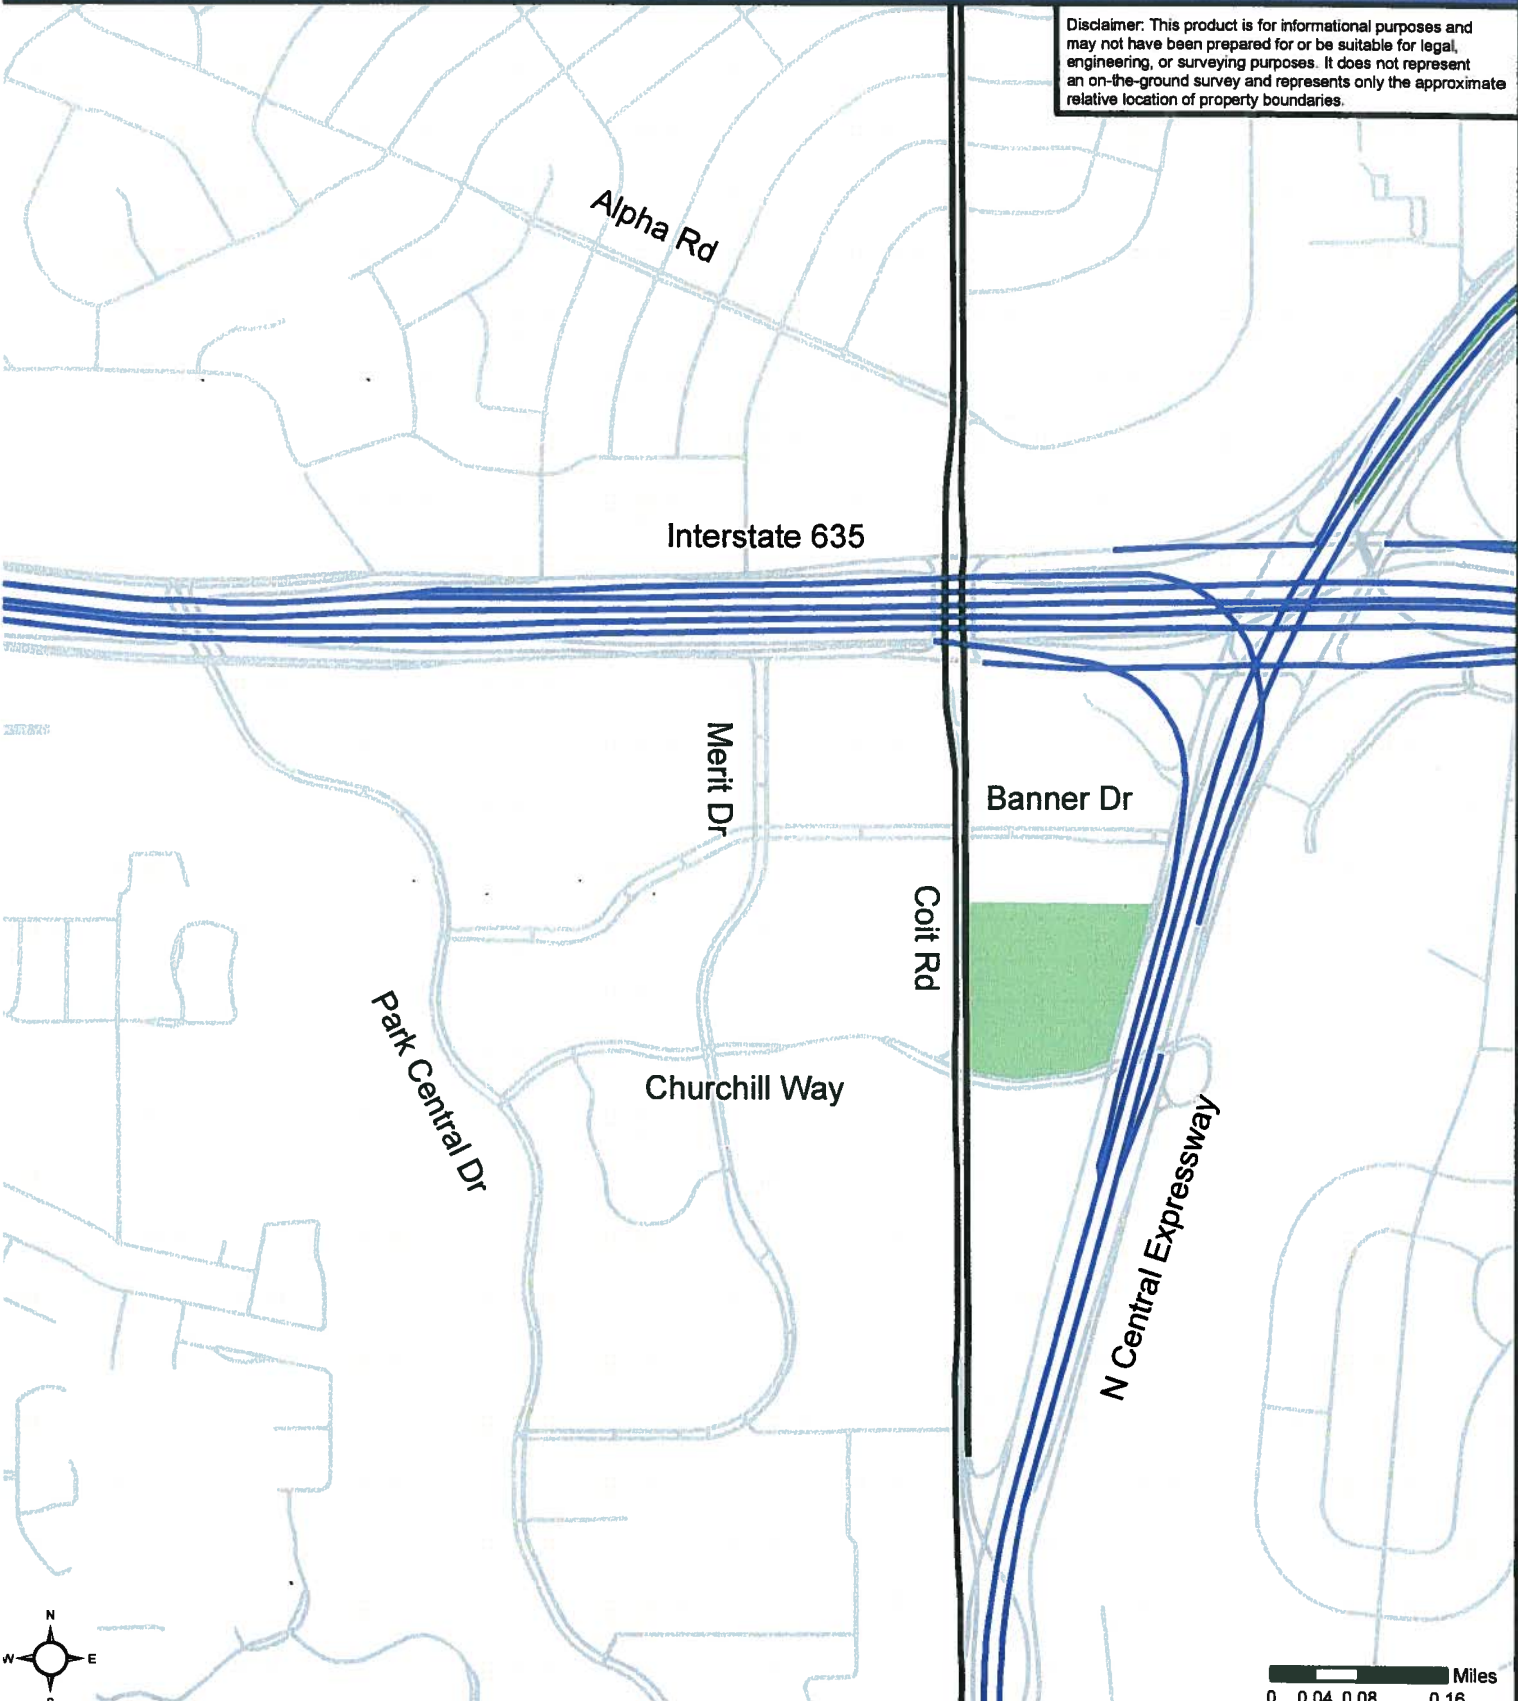 Disclaimer: This product is for informational purposes and
may not have been prepared for or be suitable for legal,
engineering, or surveying purposes. It does not represent
an on-the-ground survey and represents only the approximate
relative location of property boundaries.
Alpha Rd
Interstate 635
Merit Dr
Banner Dr
Coit Rd
Park Central Dr
Churchill Way
N Central Expressway
N
W E
Miles
0 0.04 0.08 0.16